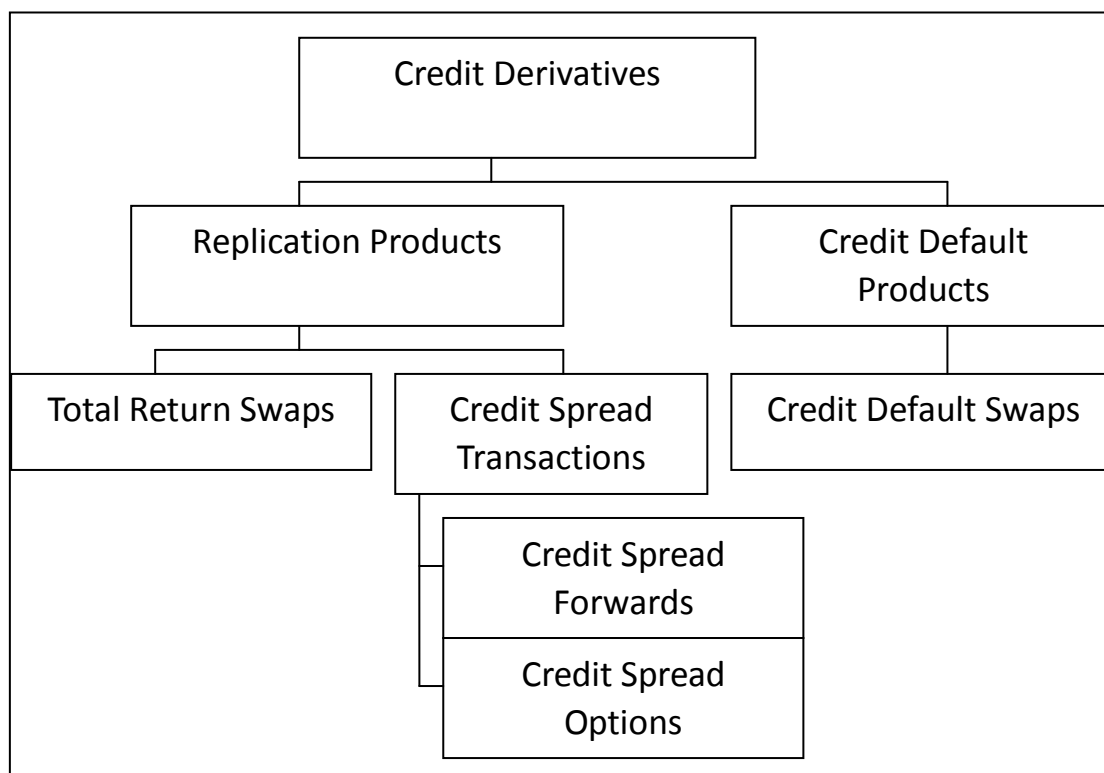 Credit Derivatives
Replication Products
Credit Default
Products
Total Return Swaps
Credit Spread
Transactions
Credit Default Swaps
Credit Spread
Forwards
Credit Spread
Options